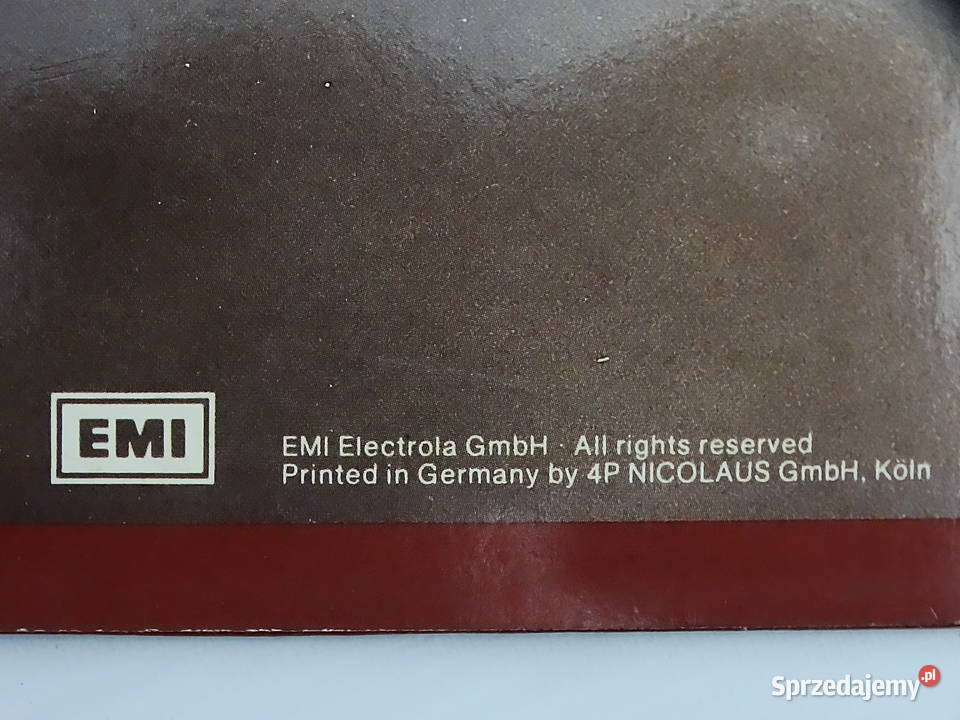 EMI
EMI Electrola GmbH · All rights reserved
Printed in Germany by 4P NICOLAUS GmbH, Köln
Sprzedajemy.pl